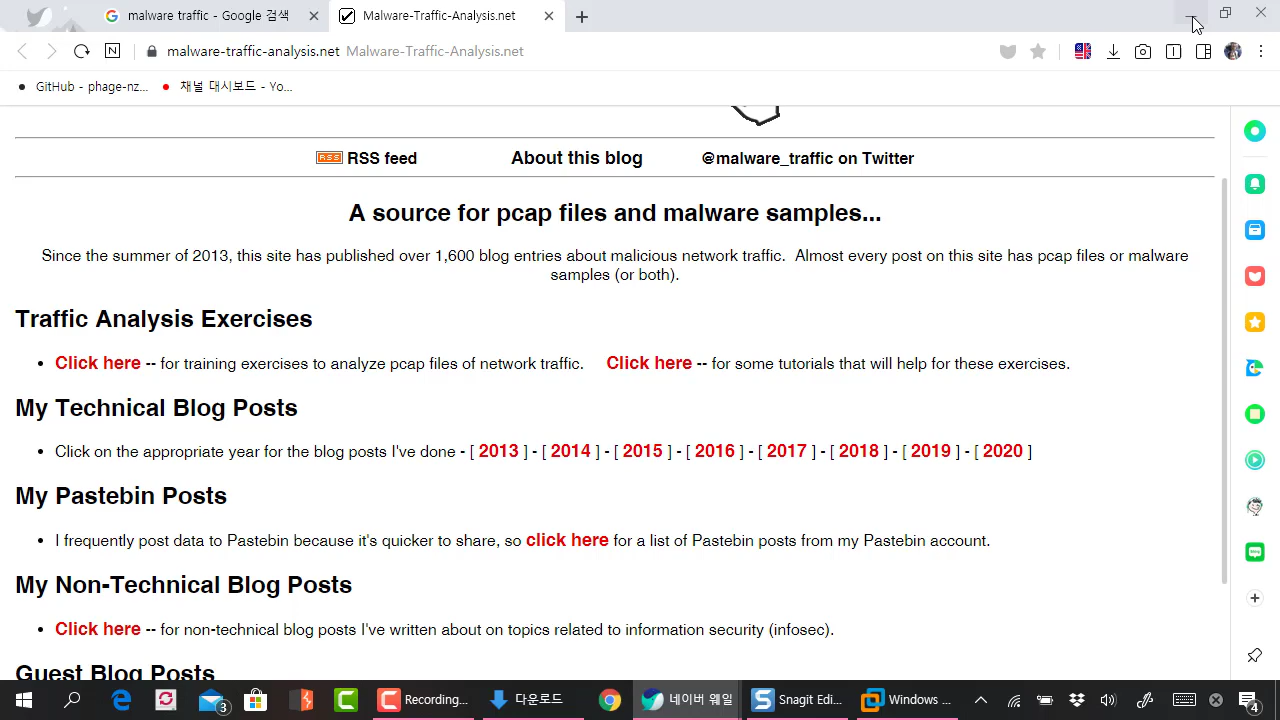 malware traffic - Google 검색
Malware-Traffic-Analysis.net
N
malware-traffic-analysis.net Malware-Traffic-Analysis.net
GitHub - phage-nz...
채널 대시보드 - Yo...
RSS RSS feed
About this blog
@malware_traffic on Twitter
A source for pcap files and malware samples...
Since the summer of 2013, this site has published over 1,600 blog entries about malicious network traffic. Almost every post on this site has pcap files or malware
samples (or both).
Traffic Analysis Exercises
• Click here -- for training exercises to analyze pcap files of network traffic. Click here -- for some tutorials that will help for these exercises.
My Technical Blog Posts
• Click on the appropriate year for the blog posts I've done - [ 2013 ] - [ 2014 ] - [ 2015 ] - [ 2016 ] - [ 2017 ] - [ 2018 ] - [ 2019 ] - [ 2020 ]
My Pastebin Posts
• I frequently post data to Pastebin because it's quicker to share, so click here for a list of Pastebin posts from my Pastebin account.
My Non-Technical Blog Posts
• Click here -- for non-technical blog posts I've written about on topics related to information security (infosec).
Guest Blog Posts
3
Recording...
다운로드
네이버 웨일
Snagit Edi...
Windows ...
4